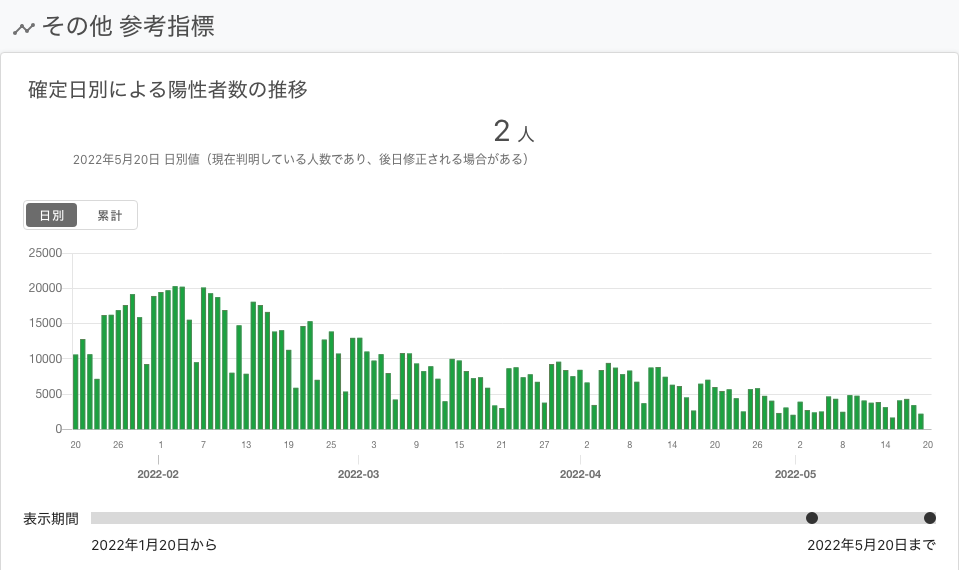 その他 参考指標
確定日別による陽性者数の推移
2 人
2022年5月20日 日別値（現在判明している人数であり、後日修正される場合がある）
日別 累計
25000
20000
15000
10000
5000
0
20 26 1 7 13 19 25 3 9 15 21 27 2 8 14 20 26 2 8 14 20
2022-02 2022-03 2022-04 2022-05
表示期間
2022年1月20日から 2022年5月20日まで